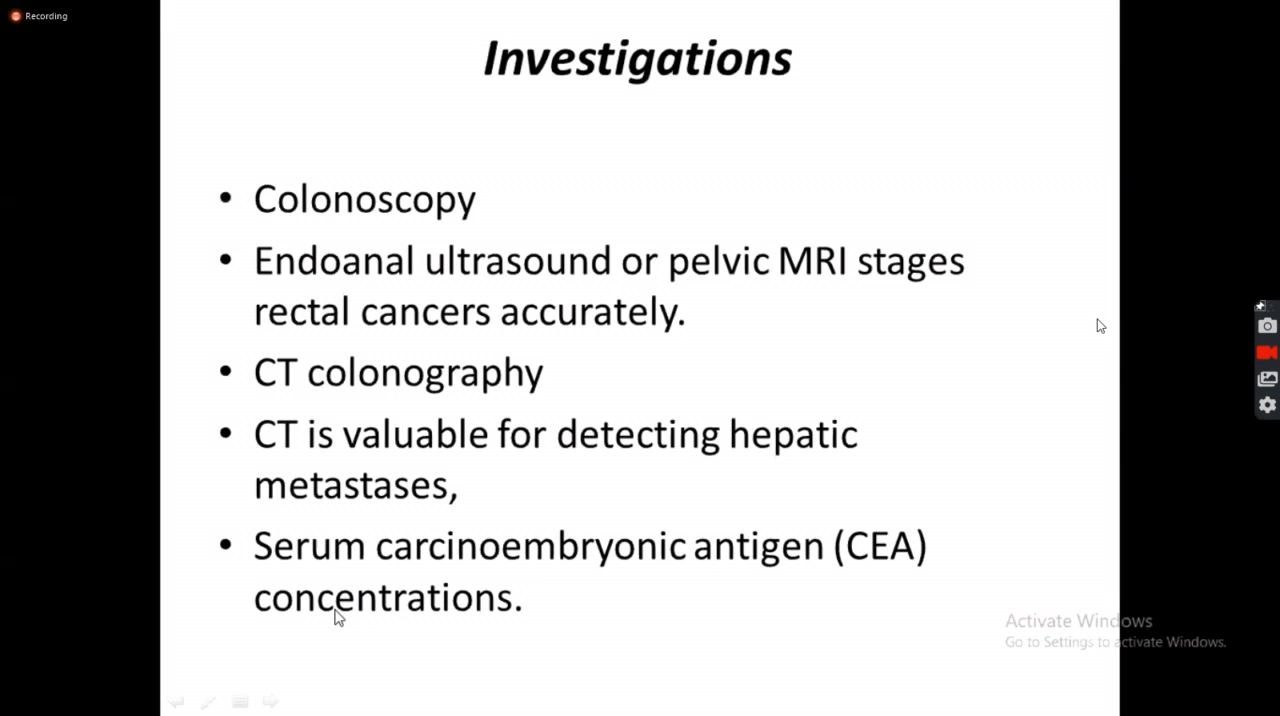 Recording
Investigations
• Colonoscopy
• Endoanal ultrasound or pelvic MRI stages
rectal cancers accurately.
• CT colonography
• CT is valuable for detecting hepatic
metastases,
• Serum carcinoembryonic antigen (CEA)
concentrations.
Activate Windows
Go to Settings to activate Windows.